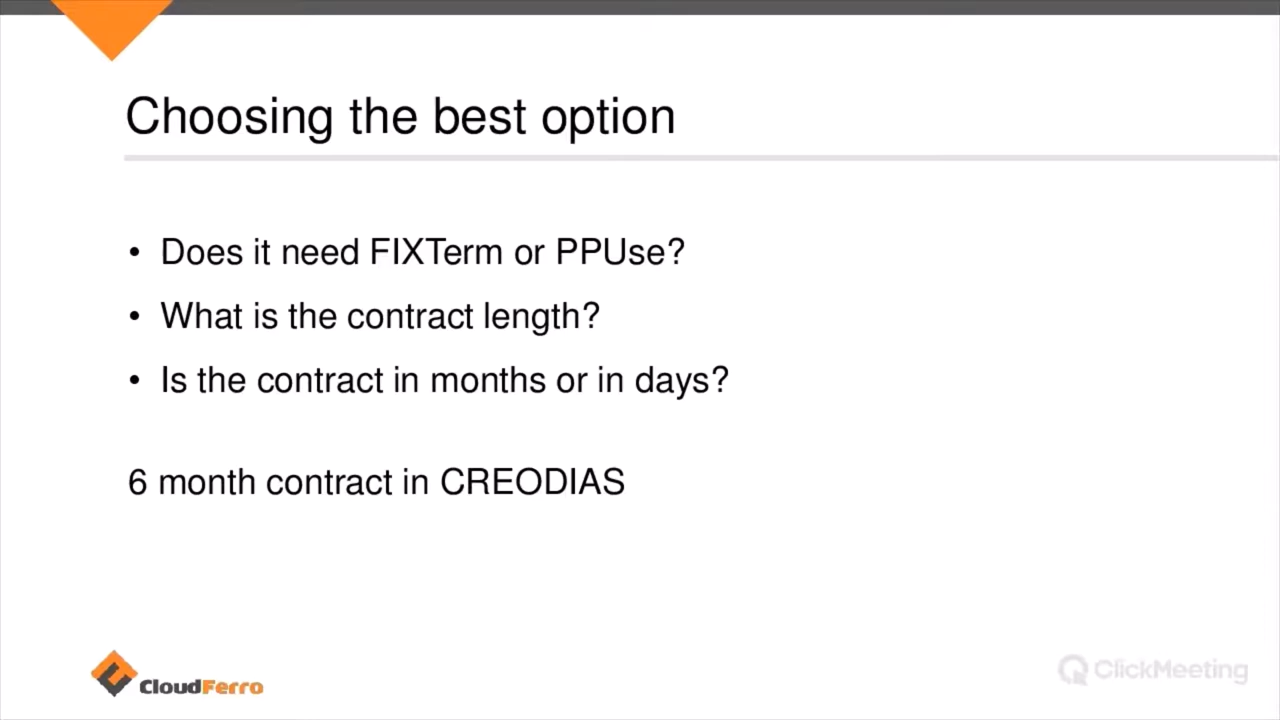 Choosing the best option
• Does it need FIXTerm or PPUse?
• What is the contract length?
• Is the contract in months or in days?
6 month contract in CREODIAS
CloudFerro
ClickMeeting